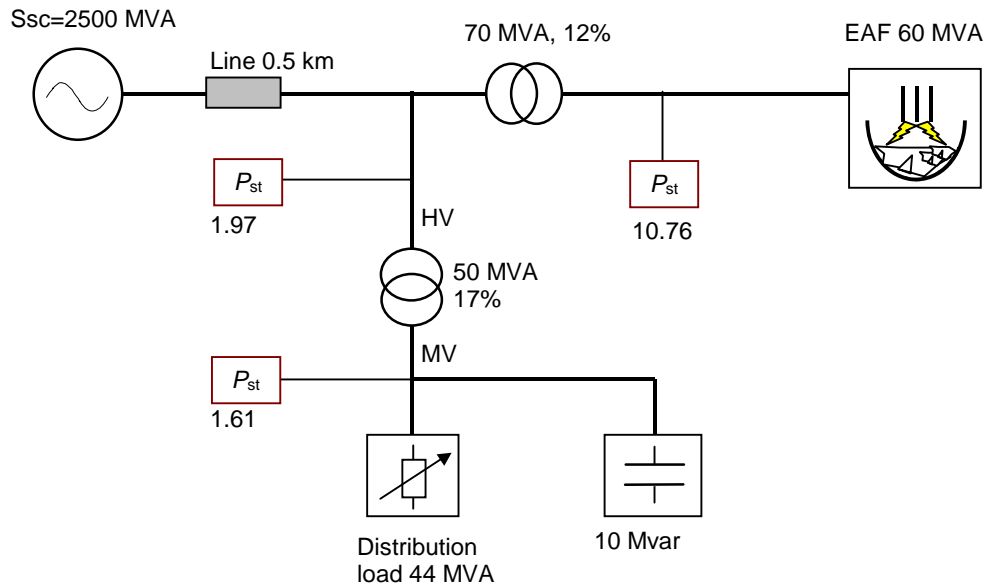 Ssc=2500 MVA
Line 0.5 km
70 MVA, 12%
EAF 60 MVA
Pst
1.97
HV
Pst
10.76
50 MVA
17%
MV
Pst
1.61
Distribution
load 44 MVA
10 Mvar